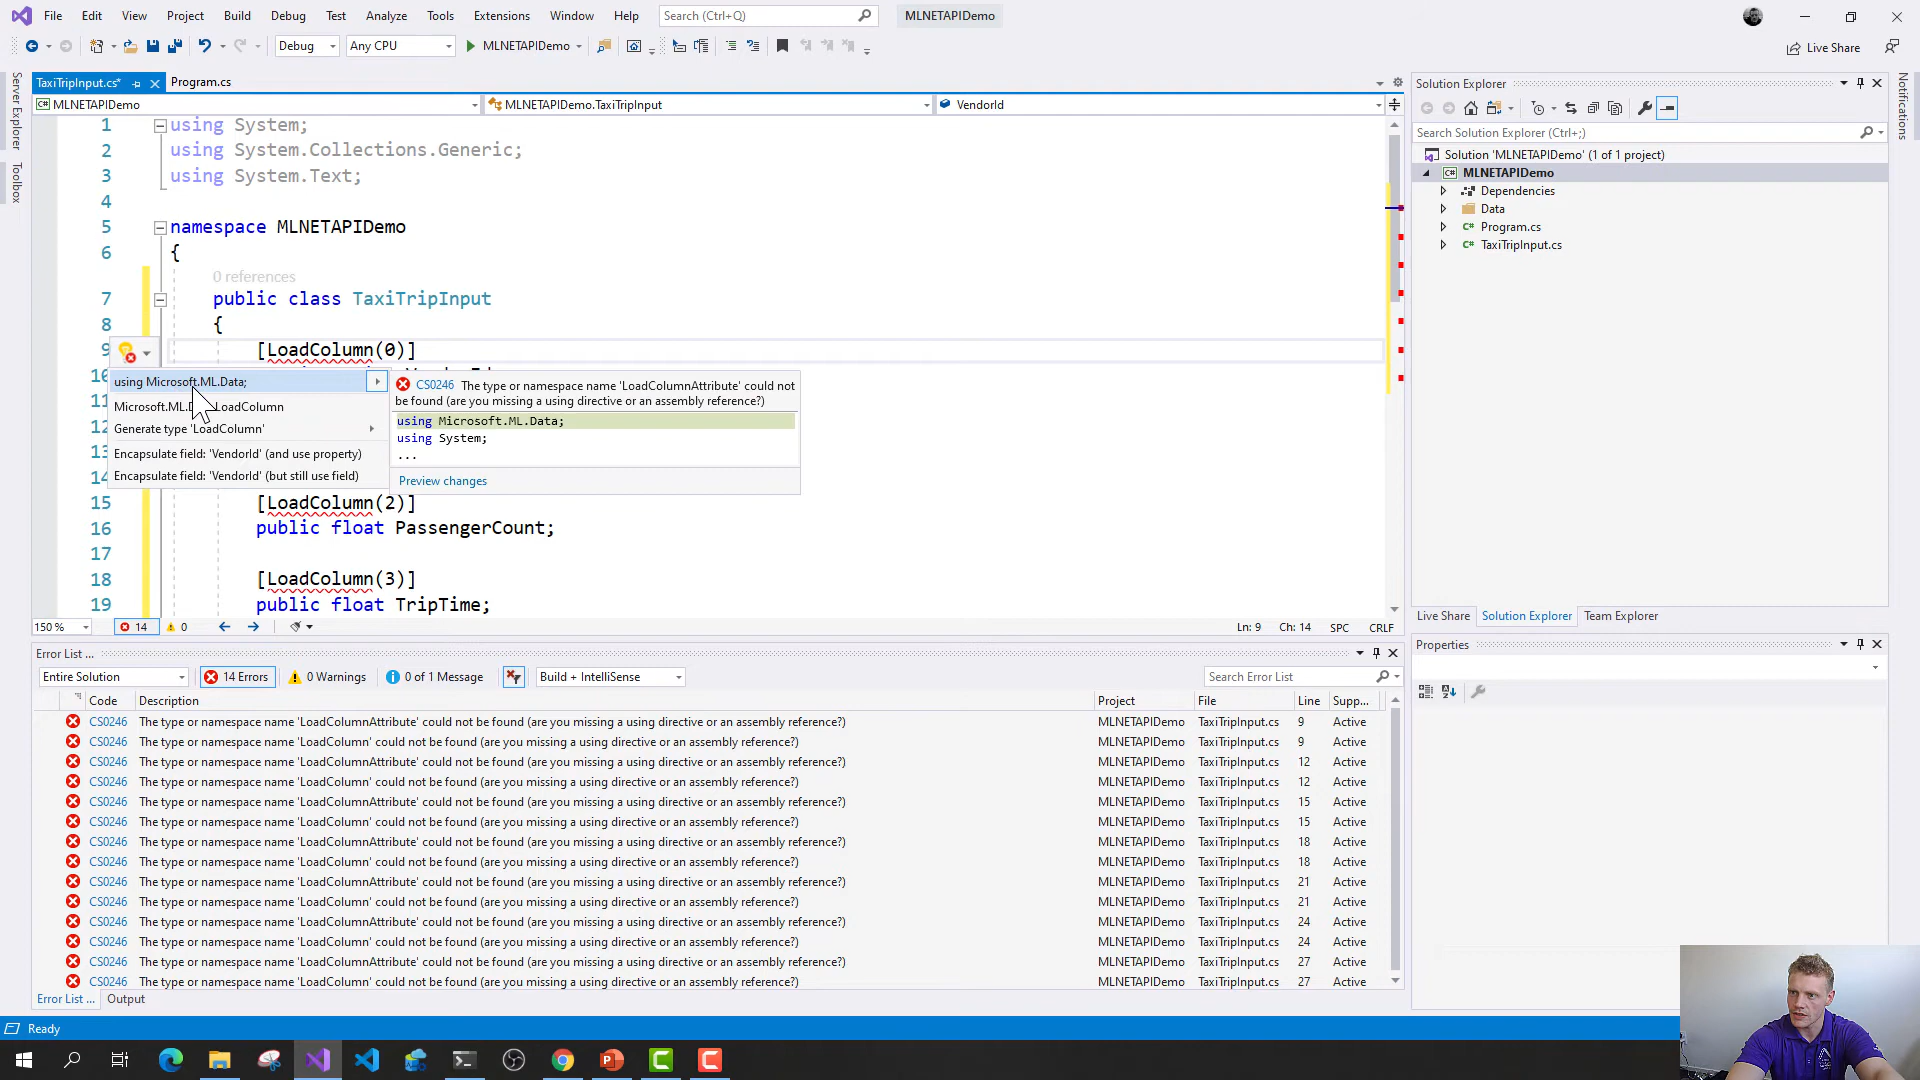 File Edit View Project Build Debug Test Analyze Tools Extensions Window Help Search (Ctrl+Q) MLNETAPIDemo
Debug Any CPU MLNETAPIDemo Live Share
Server Explorer
Toolbox
TaxiTripInput.cs* Program.cs
MLNETAPIDemo MLNETAPIDemo.TaxiTripInput VendorId
1 using System;
2 using System.Collections.Generic;
3 using System.Text;
4
5 namespace MLNETAPIDemo
6 {
0 references
7 public class TaxiTripInput
8 {
9 [LoadColumn(0)]
10
using Microsoft.ML.Data;
LoadColumn
Generate type 'LoadColumn'
Encapsulate field: 'VendorId' (and use property)
Encapsulate field: 'VendorId' (but still use field)
CS0246 The type or namespace name 'LoadColumnAttribute' could not
be found (are you missing a using directive or an assembly reference?)
using Microsoft.ML.Data;
using System;
...
Preview changes
15 [LoadColumn(2)]
16 public float PassengerCount;
17
18 [LoadColumn(3)]
19 public float TripTime;
150 % 14 0 Ln: 9 Ch: 14 SPC CRLF
Error List ...
Entire Solution 14 Errors 0 Warnings 0 of 1 Message Build + IntelliSense Search Error List
Code Description Project File Line Supp...
CS0246 The type or namespace name 'LoadColumnAttribute' could not be found (are you missing a using directive or an assembly reference?) MLNETAPIDemo TaxiTripInput.cs 9 Active
CS0246 The type or namespace name 'LoadColumn' could not be found (are you missing a using directive or an assembly reference?) MLNETAPIDemo TaxiTripInput.cs 9 Active
CS0246 The type or namespace name 'LoadColumnAttribute' could not be found (are you missing a using directive or an assembly reference?) MLNETAPIDemo TaxiTripInput.cs 12 Active
CS0246 The type or namespace name 'LoadColumn' could not be found (are you missing a using directive or an assembly reference?) MLNETAPIDemo TaxiTripInput.cs 12 Active
CS0246 The type or namespace name 'LoadColumnAttribute' could not be found (are you missing a using directive or an assembly reference?) MLNETAPIDemo TaxiTripInput.cs 15 Active
CS0246 The type or namespace name 'LoadColumn' could not be found (are you missing a using directive or an assembly reference?) MLNETAPIDemo TaxiTripInput.cs 15 Active
CS0246 The type or namespace name 'LoadColumnAttribute' could not be found (are you missing a using directive or an assembly reference?) MLNETAPIDemo TaxiTripInput.cs 18 Active
CS0246 The type or namespace name 'LoadColumn' could not be found (are you missing a using directive or an assembly reference?) MLNETAPIDemo TaxiTripInput.cs 18 Active
CS0246 The type or namespace name 'LoadColumnAttribute' could not be found (are you missing a using directive or an assembly reference?) MLNETAPIDemo TaxiTripInput.cs 21 Active
CS0246 The type or namespace name 'LoadColumn' could not be found (are you missing a using directive or an assembly reference?) MLNETAPIDemo TaxiTripInput.cs 21 Active
CS0246 The type or namespace name 'LoadColumnAttribute' could not be found (are you missing a using directive or an assembly reference?) MLNETAPIDemo TaxiTripInput.cs 24 Active
CS0246 The type or namespace name 'LoadColumn' could not be found (are you missing a using directive or an assembly reference?) MLNETAPIDemo TaxiTripInput.cs 24 Active
CS0246 The type or namespace name 'LoadColumnAttribute' could not be found (are you missing a using directive or an assembly reference?) MLNETAPIDemo TaxiTripInput.cs 27 Active
CS0246 The type or namespace name 'LoadColumn' could not be found (are you missing a using directive or an assembly reference?) MLNETAPIDemo TaxiTripInput.cs 27 Active
Error List ... Output
Ready
Solution Explorer
Search Solution Explorer (Ctrl+;)
Solution 'MLNETAPIDemo' (1 of 1 project)
MLNETAPIDemo
Dependencies
Data
Program.cs
TaxiTripInput.cs
Live Share Solution Explorer Team Explorer
Properties
Notifications